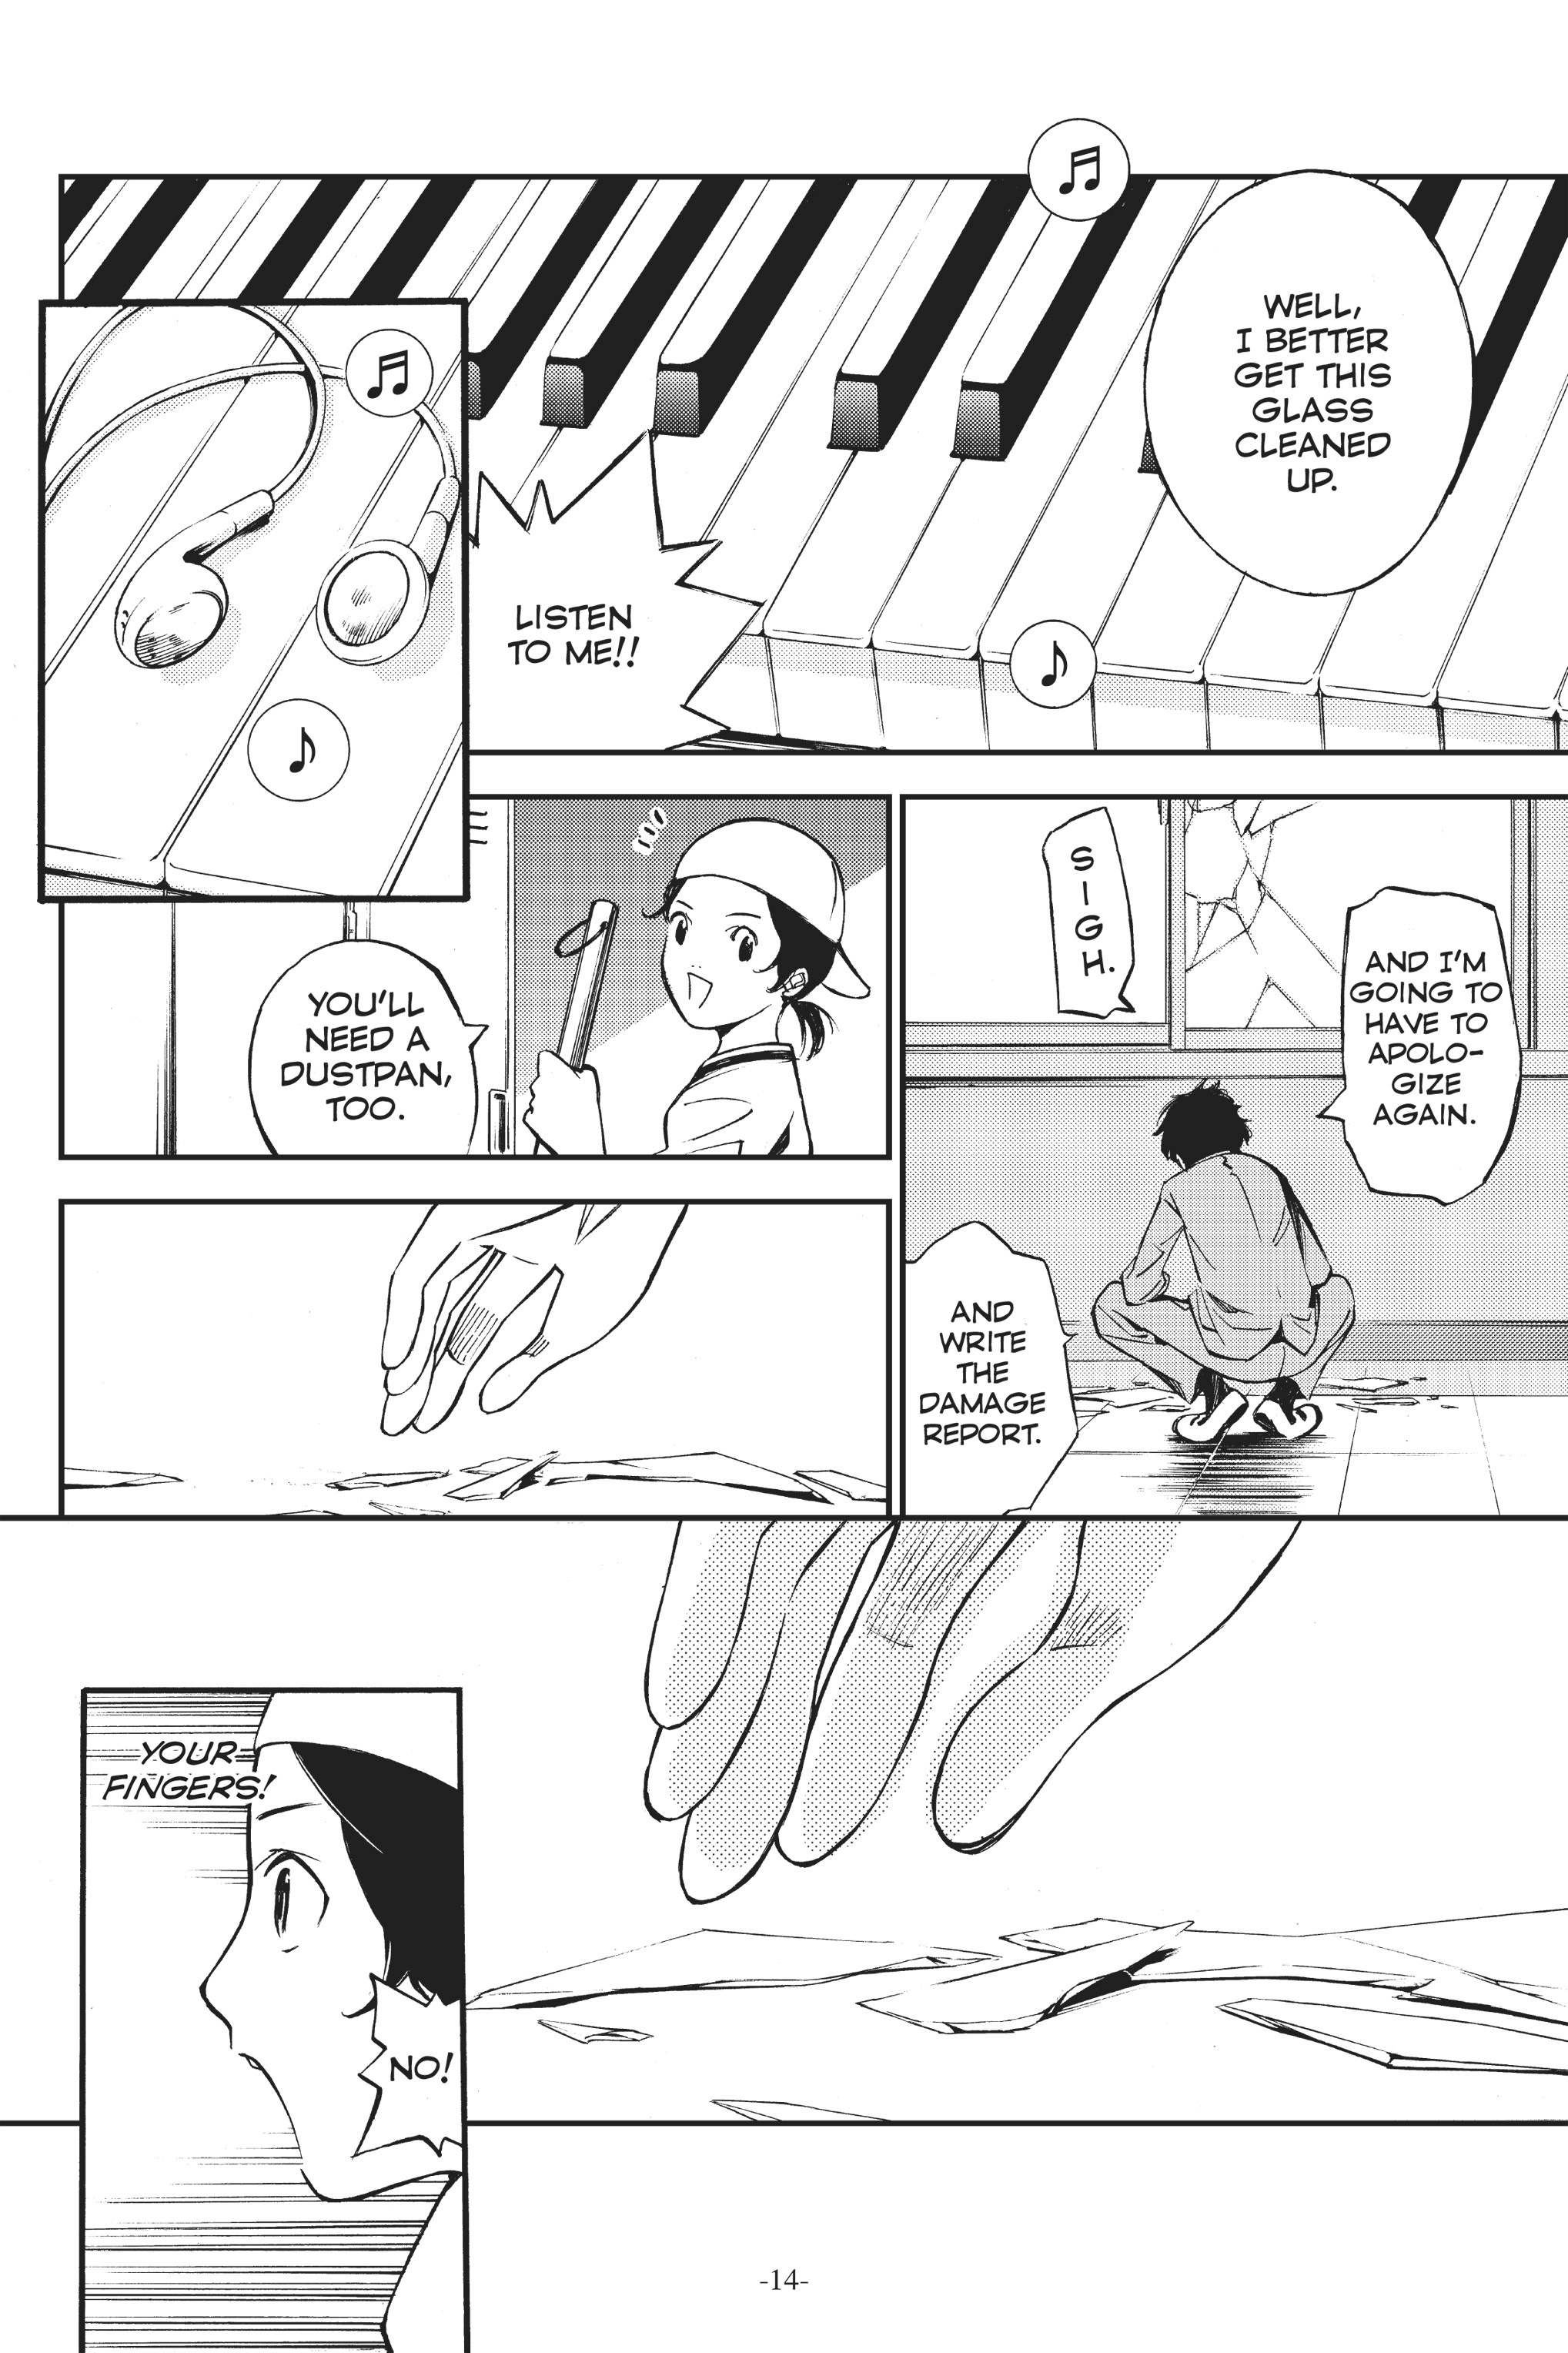 WELL,
I BETTER
GET THIS
GLASS
CLEANED
UP.
LISTEN
TO ME!!
SIGH.
AND I'M
GOING TO
HAVE TO
APOLO-
GIZE
AGAIN.
AND
WRITE
THE
DAMAGE
REPORT.
YOU'LL
NEED A
DUSTPAN,
TOO.
YOUR
FINGERS!
NO!
-14-